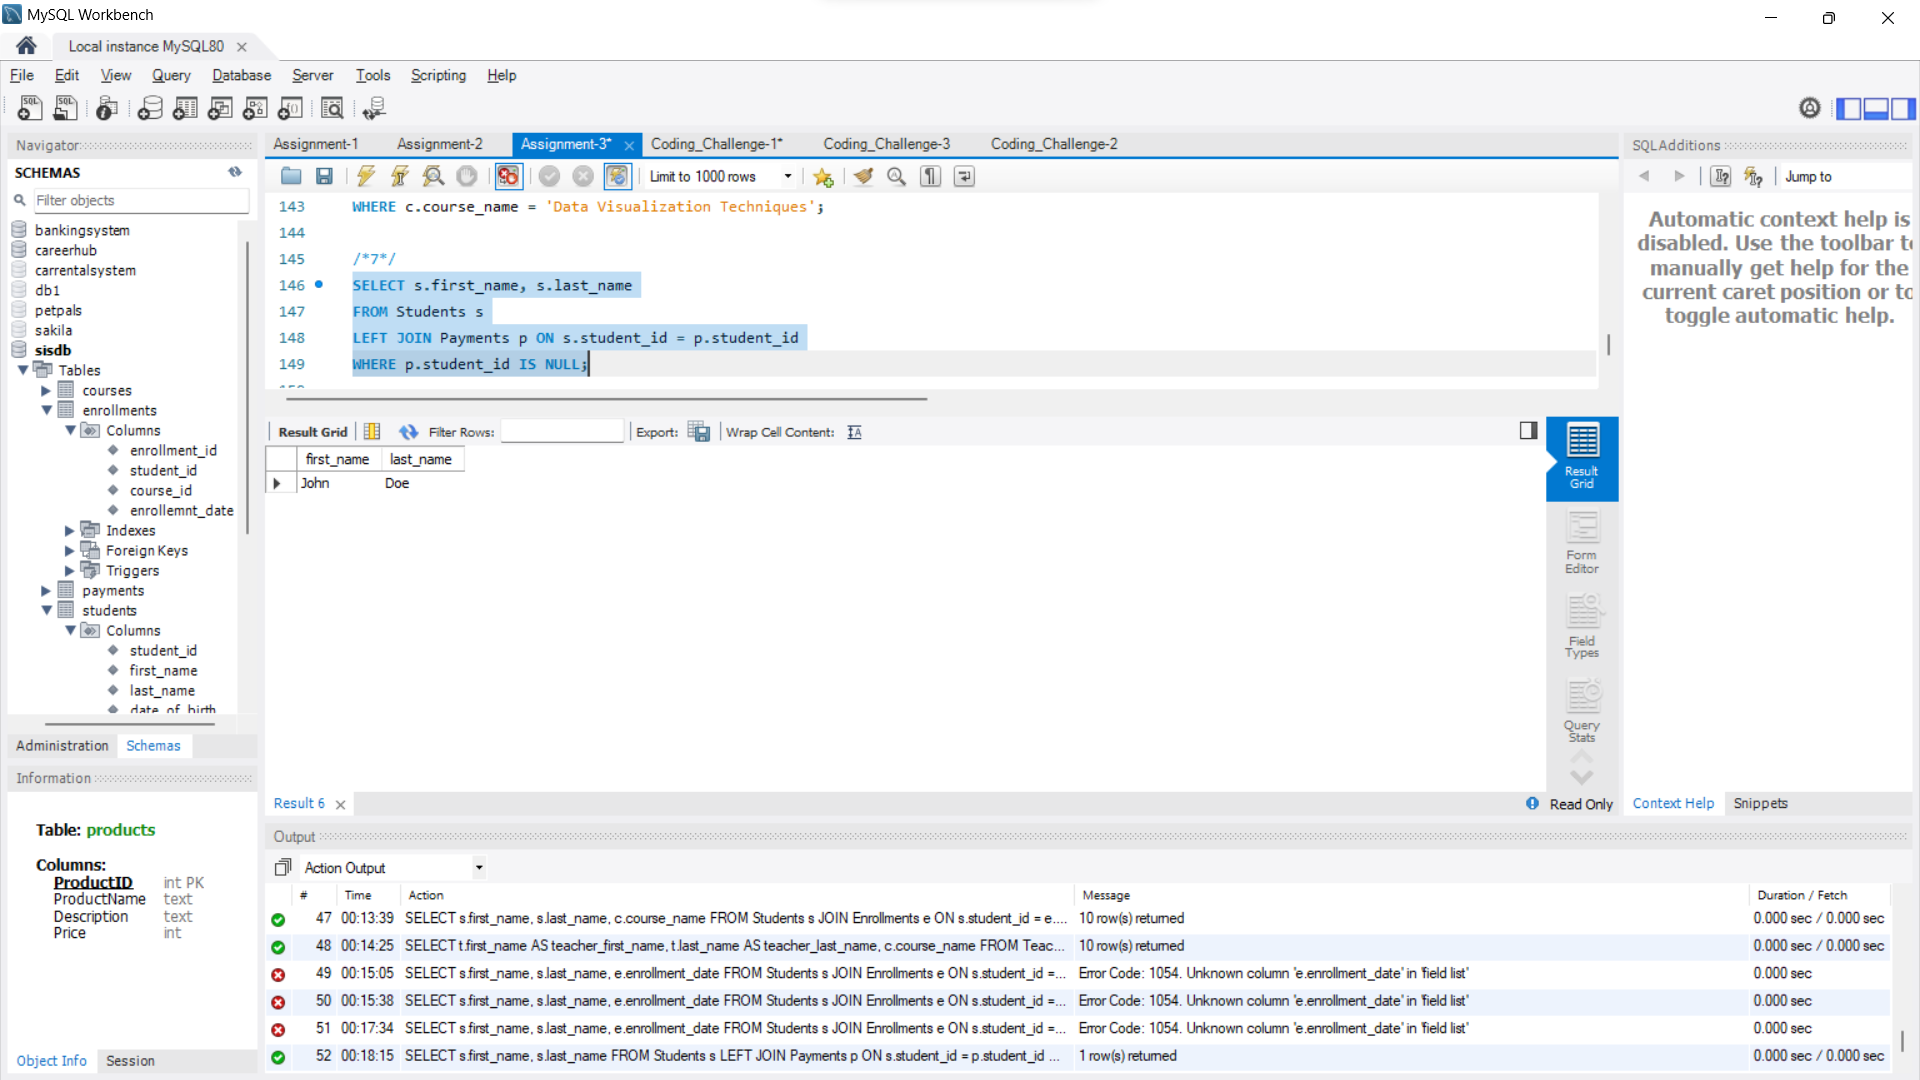 MySQL Workbench
Local instance MySQL80
File Edit View Query Database Server Tools Scripting Help
Navigator
SCHEMAS
Filter objects
bankingsystem
careerhub
carrentalsystem
db1
petpals
sakila
sisdb
Tables
courses
enrollments
Columns
enrollment_id
student_id
course_id
enrollemnt_date
Indexes
Foreign Keys
Triggers
payments
students
Columns
student_id
first_name
last_name
date_of_birth
Administration Schemas
Information
Table: products
Columns:
ProductID int PK
ProductName text
Description text
Price int
Object Info Session
Assignment-1 Assignment-2 Assignment-3* Coding_Challenge-1* Coding_Challenge-3 Coding_Challenge-2
Limit to 1000 rows
143 WHERE c.course_name = 'Data Visualization Techniques';
144
145 /*7*/
146 SELECT s.first_name, s.last_name
147 FROM Students s
148 LEFT JOIN Payments p ON s.student_id = p.student_id
149 WHERE p.student_id IS NULL;
Result Grid Filter Rows: Export: Wrap Cell Content:
first_name last_name
John Doe
Result Grid
Form Editor
Field Types
Query Stats
Result 6
Read Only
SQLAdditions
Jump to
Automatic context help is
disabled. Use the toolbar to
manually get help for the
current caret position or to
toggle automatic help.
Context Help Snippets
Output
Action Output
# Time Action Message Duration / Fetch
47 00:13:39 SELECT s.first_name, s.last_name, c.course_name FROM Students s JOIN Enrollments e ON s.student_id = e.... 10 row(s) returned 0.000 sec / 0.000 sec
48 00:14:25 SELECT t.first_name AS teacher_first_name, t.last_name AS teacher_last_name, c.course_name FROM Teac... 10 row(s) returned 0.000 sec / 0.000 sec
49 00:15:05 SELECT s.first_name, s.last_name, e.enrollment_date FROM Students s JOIN Enrollments e ON s.student_id =... Error Code: 1054. Unknown column 'e.enrollment_date' in 'field list' 0.000 sec
50 00:15:38 SELECT s.first_name, s.last_name, e.enrollment_date FROM Students s JOIN Enrollments e ON s.student_id =... Error Code: 1054. Unknown column 'e.enrollment_date' in 'field list' 0.000 sec
51 00:17:34 SELECT s.first_name, s.last_name, e.enrollment_date FROM Students s JOIN Enrollments e ON s.student_id =... Error Code: 1054. Unknown column 'e.enrollment_date' in 'field list' 0.000 sec
52 00:18:15 SELECT s.first_name, s.last_name FROM Students s LEFT JOIN Payments p ON s.student_id = p.student_id ... 1 row(s) returned 0.000 sec / 0.000 sec